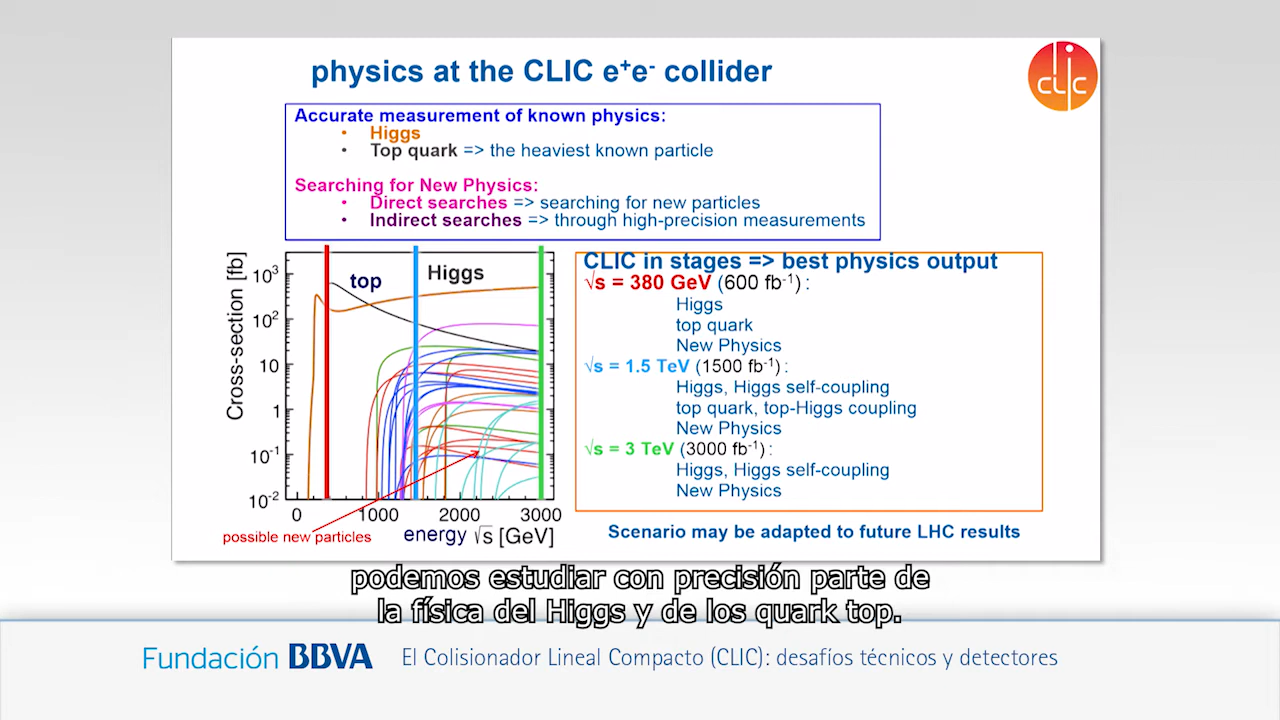 physics at the CLIC e⁺e⁻ collider
CLIC
Accurate measurement of known physics:
• Higgs
• Top quark => the heaviest known particle
Searching for New Physics:
• Direct searches => searching for new particles
• Indirect searches => through high-precision measurements
Cross-section [fb]
10³
10²
10
1
10⁻¹
10⁻²
top
Higgs
0 1000 2000 3000
possible new particles
energy √s [GeV]
CLIC in stages => best physics output
√s = 380 GeV (600 fb⁻¹) :
Higgs
top quark
New Physics
√s = 1.5 TeV (1500 fb⁻¹) :
Higgs, Higgs self-coupling
top quark, top-Higgs coupling
New Physics
√s = 3 TeV (3000 fb⁻¹) :
Higgs, Higgs self-coupling
New Physics
Scenario may be adapted to future LHC results
podemos estudiar con precisión parte de
la física del Higgs y de los quark top.
Fundación BBVA
El Colisionador Lineal Compacto (CLIC): desafíos técnicos y detectores